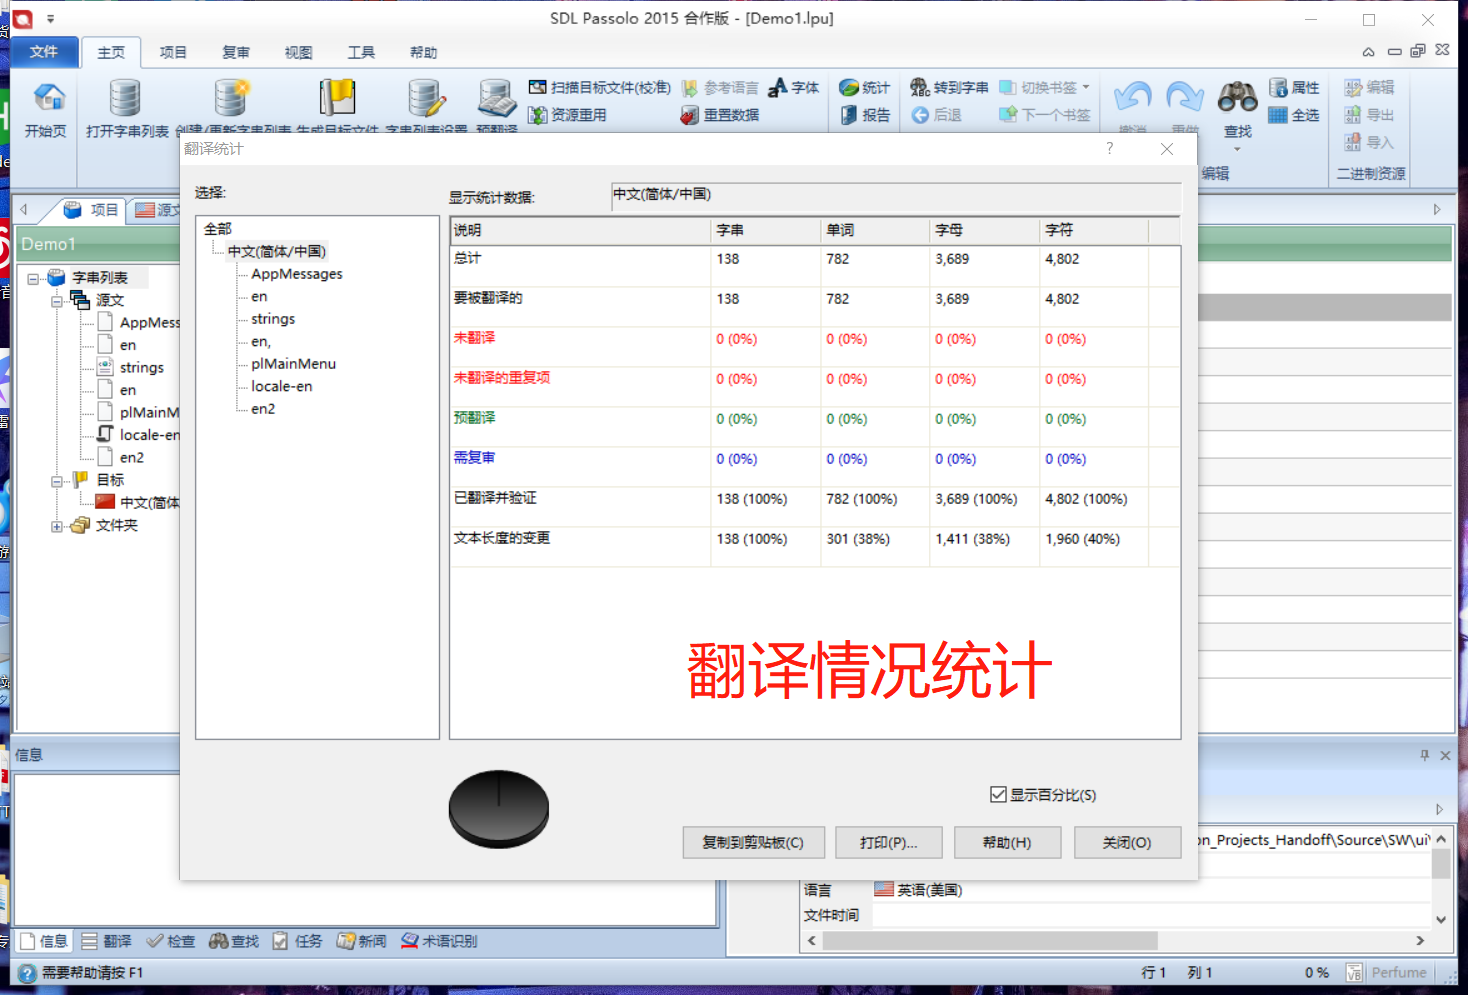 SDL Passolo 2015 合作版 - [Demo1.lpu]
文件 主页 项目 复审 视图 工具 帮助
扫描目标文件(校准) 参考语言 字体 统计 转到字串 切换书签 属性 编辑
资源重用 重置数据 报告 后退 下一个书签 全选 导出
开始页 打开字串列表 创建/更新字串列表 生成目标文件 字串列表设置 预翻译 撤消 重做 查找 导入
编辑 二进制资源
翻译统计 ?
项目 源文
Demo1
字串列表
源文
AppMess
en
strings
en
plMainM
locale-en
en2
目标
中文(简体
文件夹
选择:
全部
中文(简体/中国)
AppMessages
en
strings
en,
plMainMenu
locale-en
en2
显示统计数据: 中文(简体/中国)
说明 字串 单词 字母 字符
总计 138 782 3,689 4,802
要被翻译的 138 782 3,689 4,802
未翻译 0 (0%) 0 (0%) 0 (0%) 0 (0%)
未翻译的重复项 0 (0%) 0 (0%) 0 (0%) 0 (0%)
预翻译 0 (0%) 0 (0%) 0 (0%) 0 (0%)
需复审 0 (0%) 0 (0%) 0 (0%) 0 (0%)
已翻译并验证 138 (100%) 782 (100%) 3,689 (100%) 4,802 (100%)
文本长度的变更 138 (100%) 301 (38%) 1,411 (38%) 1,960 (40%)
翻译情况统计
显示百分比(S)
复制到剪贴板(C) 打印(P)... 帮助(H) 关闭(O)
信息
on_Projects_Handoff\Source\SW\ui\
语言 英语(美国)
文件时间
信息 翻译 检查 查找 任务 新闻 术语识别
需要帮助请按 F1 行 1 列 1 0 % Perfume